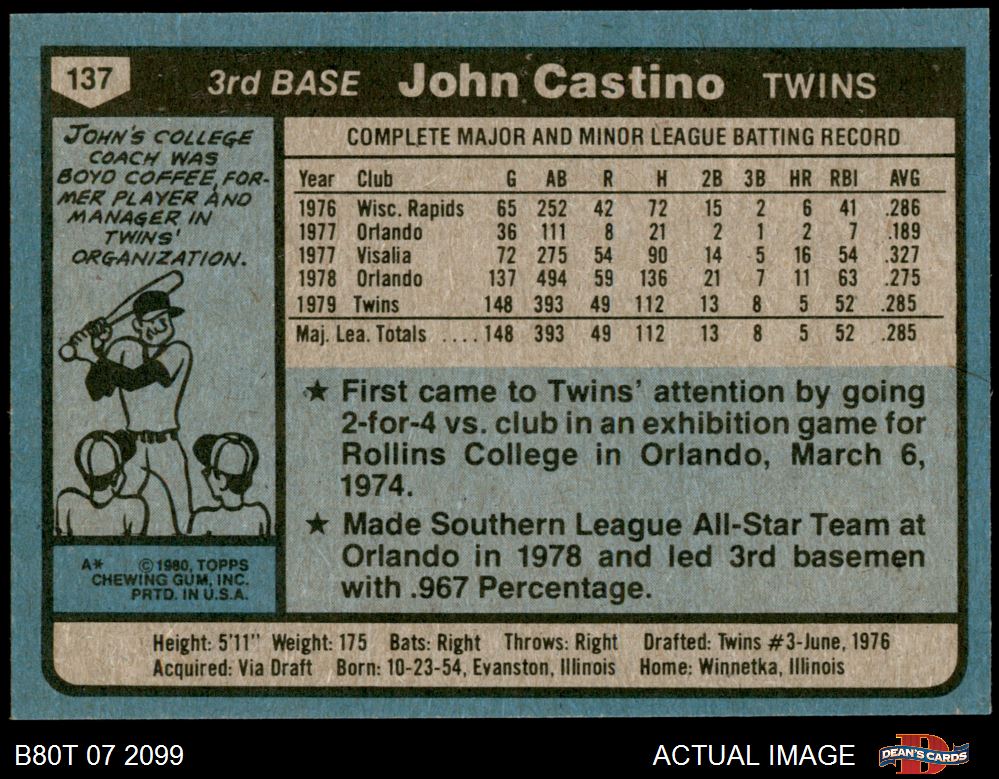 137 3rd BASE John Castino TWINS
JOHN'S COLLEGE
COACH WAS
BOYD COFFEE, FOR-
MER PLAYER AND
MANAGER IN
TWINS'
ORGANIZATION.
COMPLETE MAJOR AND MINOR LEAGUE BATTING RECORD
Year Club G AB R H 2B 3B HR RBI AVG
1976 Wisc. Rapids 65 252 42 72 15 2 6 41 .286
1977 Orlando 36 111 8 21 2 1 2 7 .189
1977 Visalia 72 275 54 90 14 5 16 54 .327
1978 Orlando 137 494 59 136 21 7 11 63 .275
1979 Twins 148 393 49 112 13 8 5 52 .285
Maj. Lea. Totals .... 148 393 49 112 13 8 5 52 .285
★ First came to Twins' attention by going
2-for-4 vs. club in an exhibition game for
Rollins College in Orlando, March 6,
1974.
★ Made Southern League All-Star Team at
Orlando in 1978 and led 3rd basemen
with .967 Percentage.
A* © 1980, TOPPS
CHEWING GUM, INC.
PRTD. IN U.S.A.
Height: 5'11" Weight: 175 Bats: Right Throws: Right Drafted: Twins #3-June, 1976
Acquired: Via Draft Born: 10-23-54, Evanston, Illinois Home: Winnetka, Illinois
B80T 07 2099 ACTUAL IMAGE DEAN'S CARDS